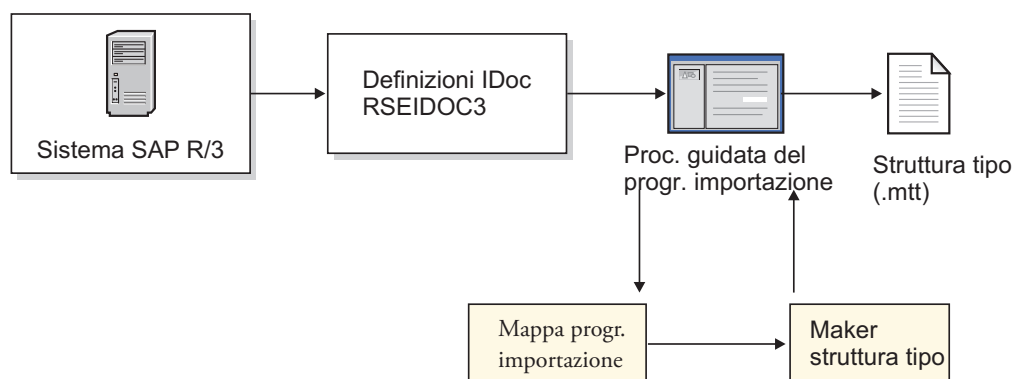 Sistema SAP R/3
Definizioni IDoc
RSEIDOC3
Proc. guidata del
progr. importazione
Struttura tipo
(.mtt)
Mappa progr.
importazione
Maker
struttura tipo